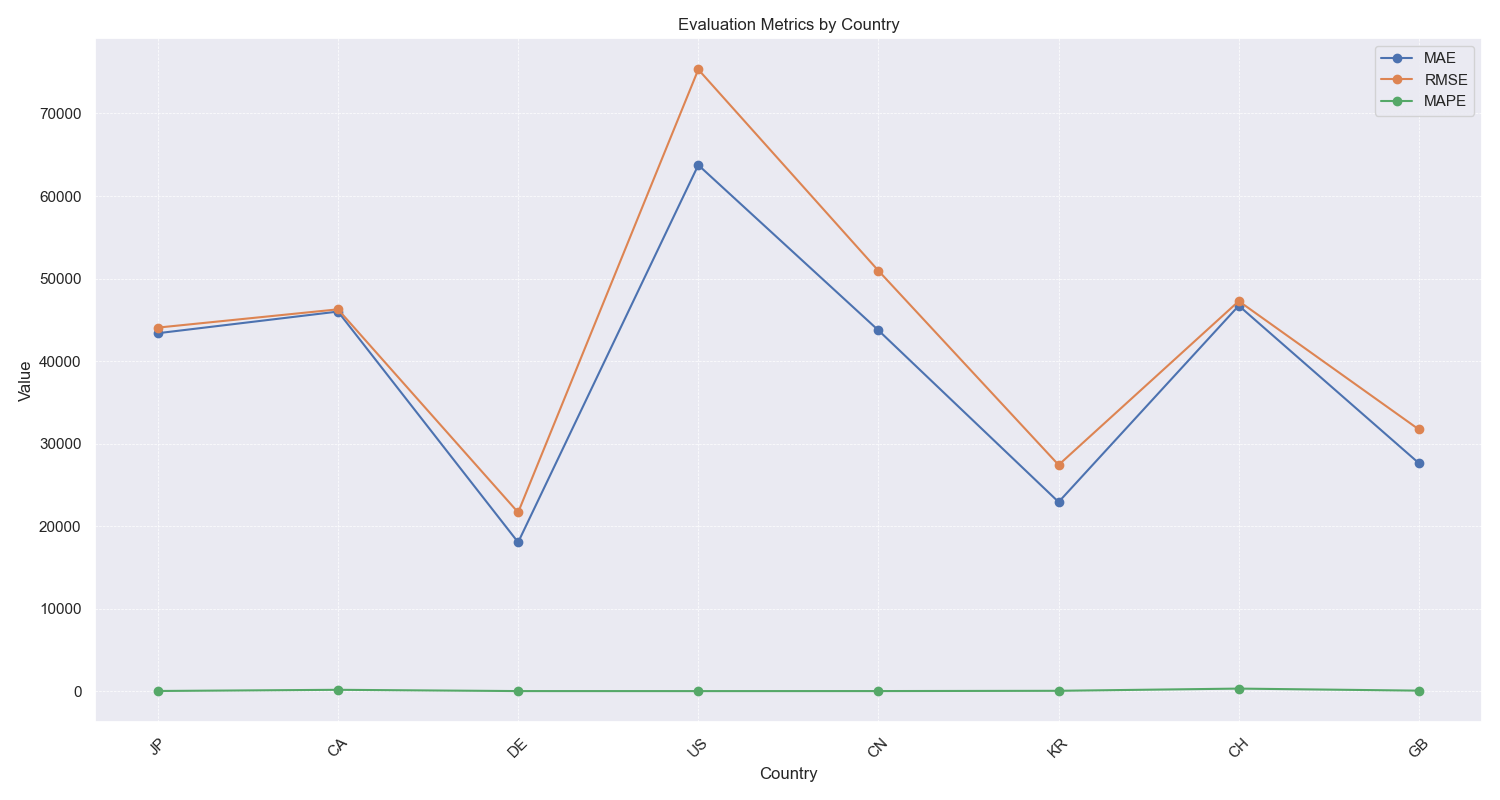 Evaluation Metrics by Country
MAE
RMSE
MAPE
Value
70000
60000
50000
40000
30000
20000
10000
0
JP
CA
DE
US
CN
KR
CH
GB
Country